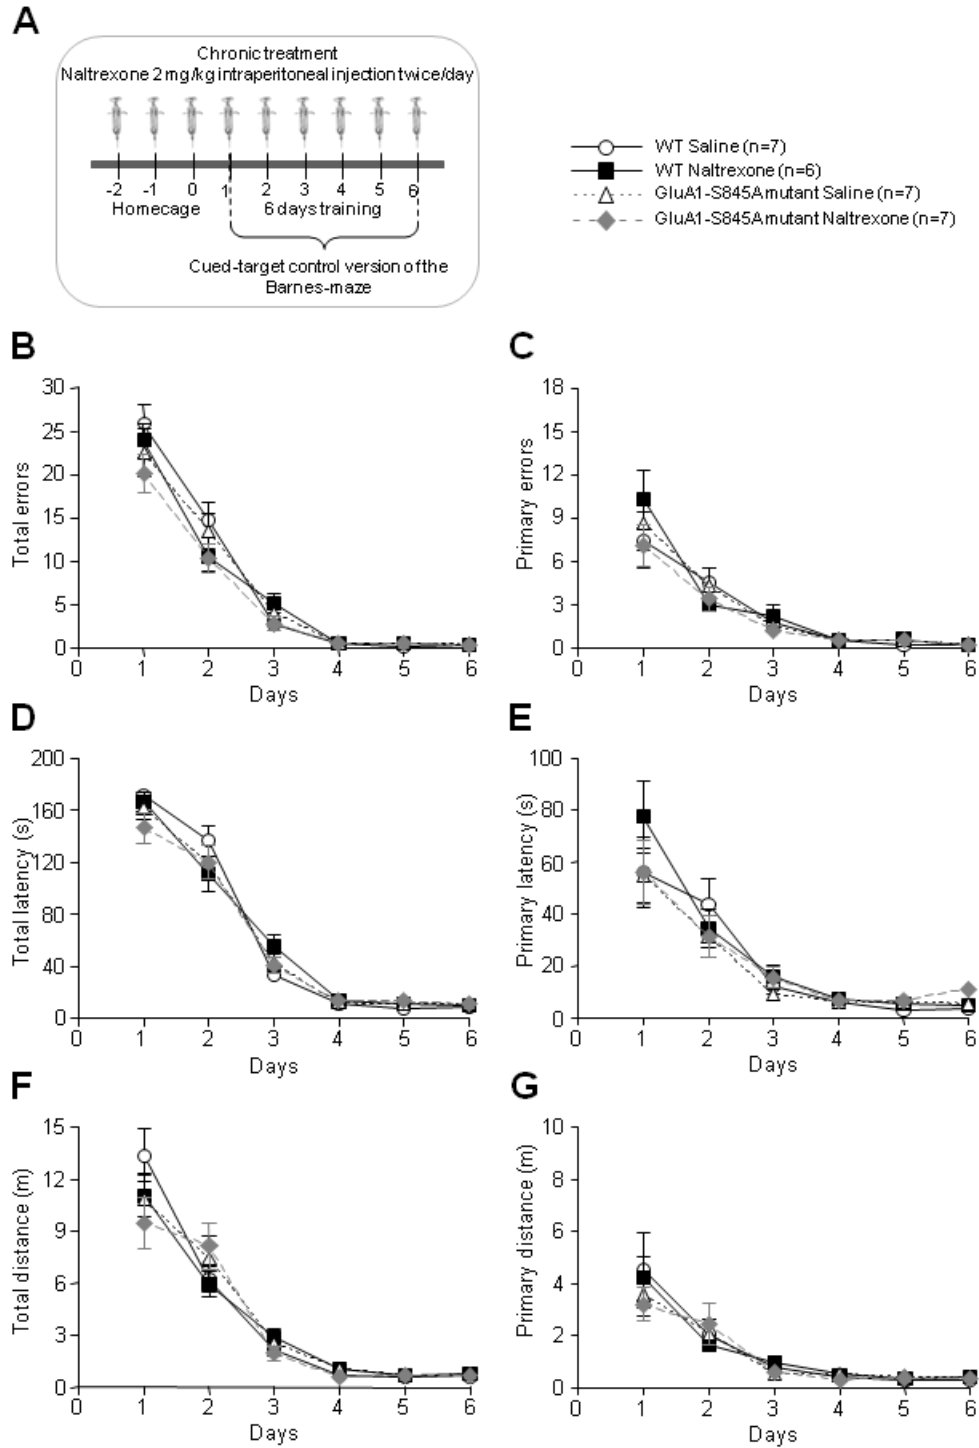 A
Chronic treatment
Naltrexone 2 mg/kg intraperitoneal injection twice/day
-2 -1 0 1 2 3 4 5 6
Homecage 6 days training
Cued-target control version of the
Barnes-maze
WT Saline (n=7)
WT Naltrexone (n=6)
GluA1-S845A mutant Saline (n=7)
GluA1-S845A mutant Naltrexone (n=7)
B
Total errors
30
25
20
15
10
5
0
0 1 2 3 4 5 6
Days
C
Primary errors
18
15
12
9
6
3
0
0 1 2 3 4 5 6
Days
D
Total latency (s)
200
160
120
80
40
0
0 1 2 3 4 5 6
Days
E
Primary latency (s)
100
80
60
40
20
0
0 1 2 3 4 5 6
Days
F
Total distance (m)
15
12
9
6
3
0
0 1 2 3 4 5 6
Days
G
Primary distance (m)
10
8
6
4
2
0
0 1 2 3 4 5 6
Days